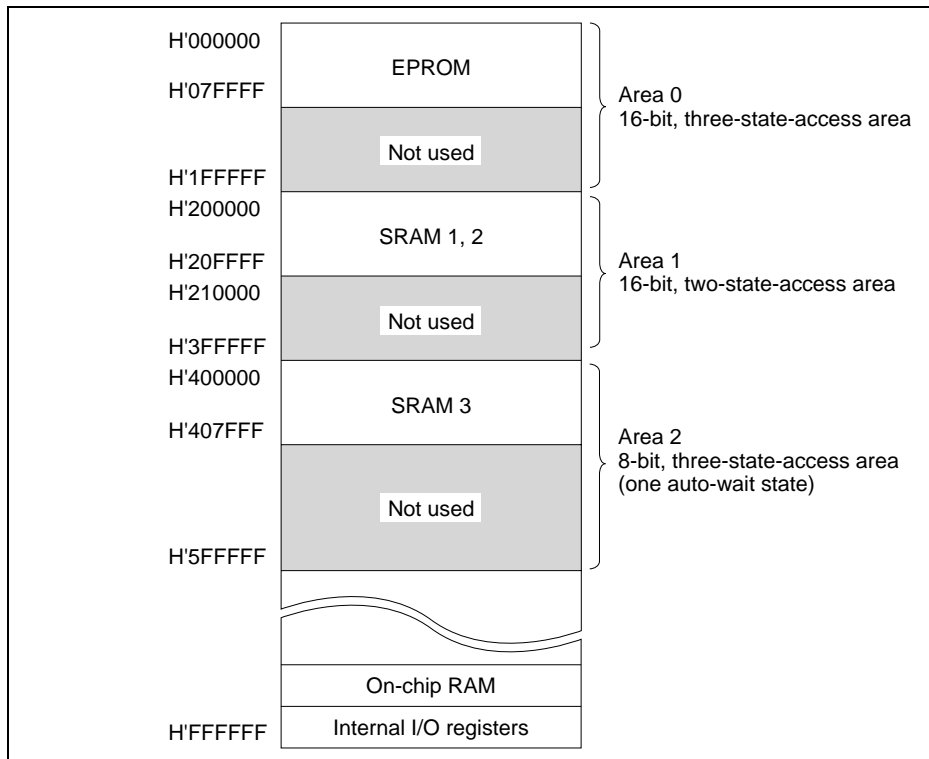 H'000000
EPROM
H'07FFFF
Area 0
16-bit, three-state-access area
Not used
H'1FFFFF
H'200000
SRAM 1, 2
H'20FFFF
Area 1
16-bit, two-state-access area
H'210000
Not used
H'3FFFFF
H'400000
SRAM 3
H'407FFF
Area 2
8-bit, three-state-access area
(one auto-wait state)
Not used
H'5FFFFF
On-chip RAM
Internal I/O registers
H'FFFFFF